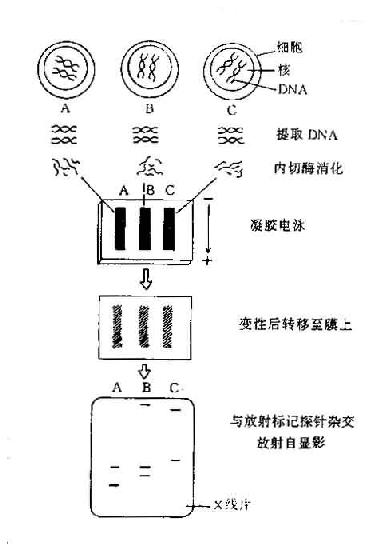 细胞
核
DNA
A B C
提取 DNA
内切酶消化
A B C
−
凝胶电泳
+
变性后转移至膜上
A B C
与放射标记探针杂交
放射自显影
X线片